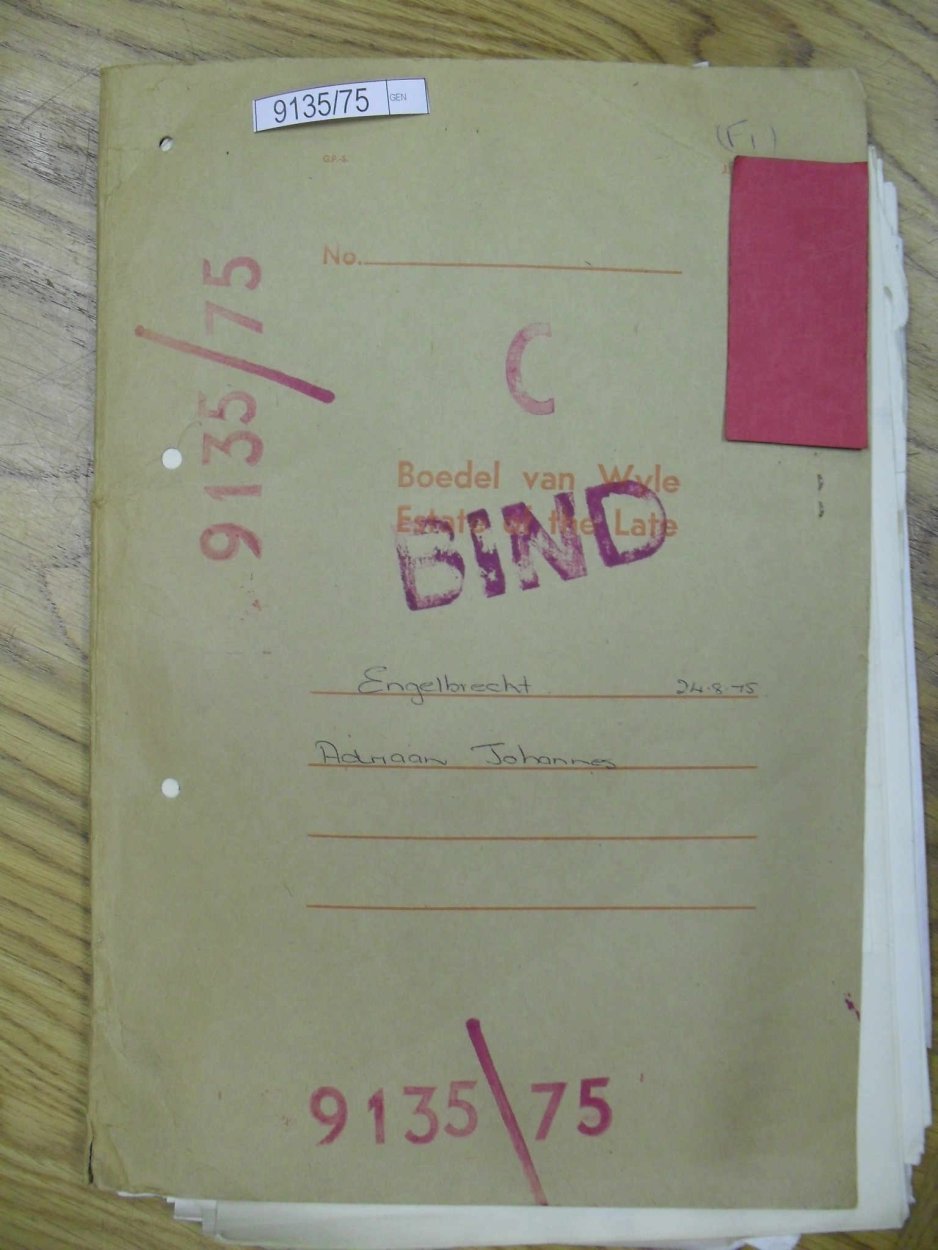 9135/75 GEN
(F1)
G.P.-S.
No.
9135/75
C
Boedel van Wyle
Estate of the Late
BIND
Engelbrecht 24.8.75
Adriaan Johannes
9135/75